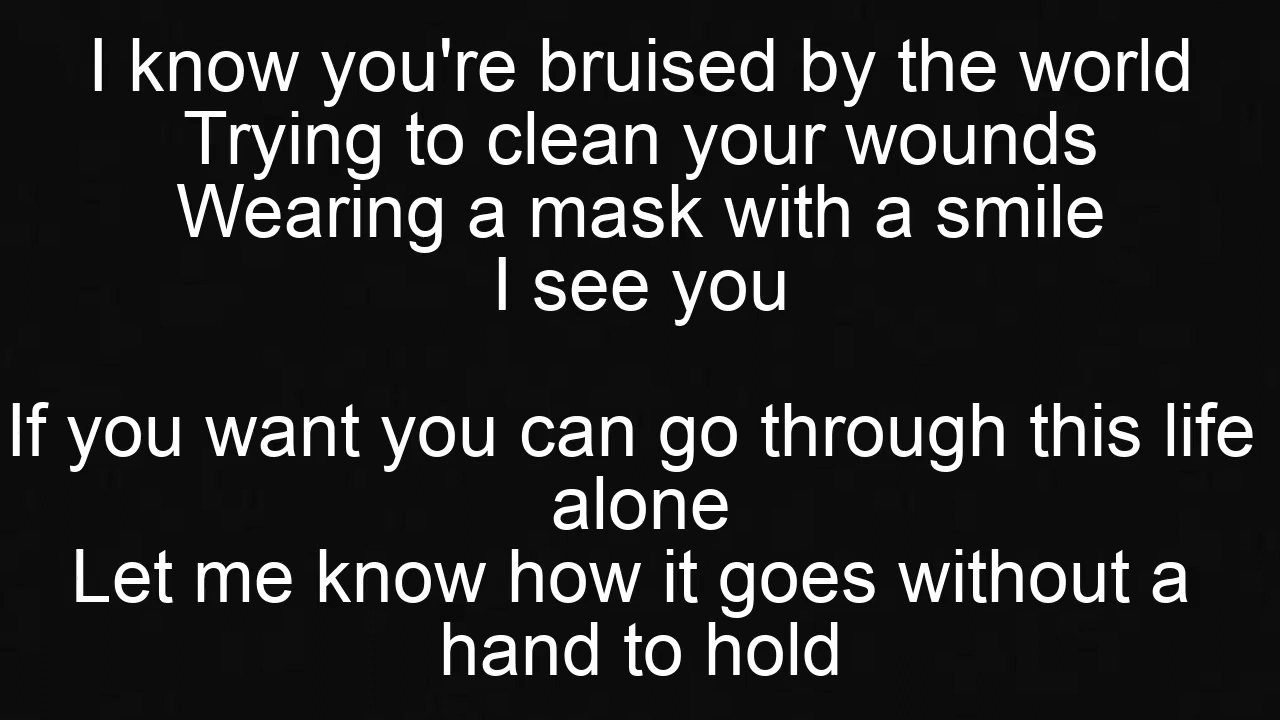 I know you're bruised by the world
Trying to clean your wounds
Wearing a mask with a smile
I see you
If you want you can go through this life
alone
Let me know how it goes without a
hand to hold